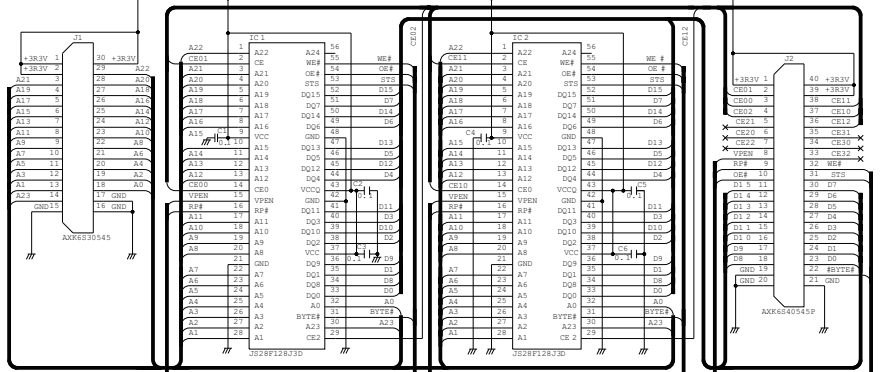 J1
+3R3V 1 30 +3R3V
+3R3V 2 29 A22
A21 3 28 A20
A19 4 27 A18
A17 5 26 A16
A15 6 25 A14
A13 7 24 A12
A11 8 23 A10
A9 9 22 A8
A7 10 21 A6
A5 11 20 A4
A3 12 19 A2
A1 13 18 A0
A23 14 17 GND
GND 15 16 GND
AXK6S30545
IC1
A22 1 A22 A24 56
CE01 2 CE WE# 55 WE#
A21 3 A21 OE# 54 OE#
A20 4 A20 STS 53 STS
A19 5 A19 DQ15 52 D15
A18 6 A18 DQ7 51 D7
A17 7 A17 DQ14 50 D14
A16 8 A16 DQ6 49 D6
C1 0.1 9 VCC GND 48
A15 10 A15 DQ13 47 D13
A14 11 A14 DQ5 46 D5
A13 12 A13 DQ12 45 D12
A12 13 A12 DQ4 44 D4
CE00 14 CE0 VCCQ 43 C2 0.1
VPEN 15 VPEN GND 42
RP# 16 RP# DQ11 41 D11
A11 17 A11 DQ3 40 D3
A10 18 A10 DQ10 39 D10
A9 19 A9 DQ2 38 D2
A8 20 A8 VCC 37 C3 0.1
21 GND DQ9 36 D9
A7 22 A7 DQ1 35 D1
A6 23 A6 DQ8 34 D8
A5 24 A5 DQ0 33 D0
A4 25 A4 A0 32 A0
A3 26 A3 BYTE# 31 BYTE#
A2 27 A2 A23 30 A23
A1 28 A1 CE2 29
JS28F128J3D
CE02
IC2
A22 1 A22 A24 56
CE11 2 CE WE# 55 WE#
A21 3 A21 OE# 54 OE#
A20 4 A20 STS 53 STS
A19 5 A19 DQ15 52 D15
A18 6 A18 DQ7 51 D7
A17 7 A17 DQ14 50 D14
A16 8 A16 DQ6 49 D6
C4 0.1 9 VCC GND 48
A15 10 A15 DQ13 47 D13
A14 11 A14 DQ5 46 D5
A13 12 A13 DQ12 45 D12
A12 13 A12 DQ4 44 D4
CE10 14 CE0 VCCQ 43 C5 0.1
VPEN 15 VPEN GND 42
RP# 16 RP# DQ11 41 D11
A11 17 A11 DQ3 40 D3
A10 18 A10 DQ10 39 D10
A9 19 A9 DQ2 38 D2
A8 20 A8 VCC 37 C6 0.1
21 GND DQ9 36 D9
A7 22 A7 DQ1 35 D1
A6 23 A6 DQ8 34 D8
A5 24 A5 DQ0 33 D0
A4 25 A4 A0 32 A0
A3 26 A3 BYTE# 31 BYTE#
A2 27 A2 A23 30 A23
A1 28 A1 CE2 29
JS28F128J3D
CE12
J2
+3R3V 1 40 +3R3V
CE01 2 39 +3R3V
CE00 3 38 CE11
CE02 4 37 CE10
CE21 5 36 CE12
CE20 6 35 CE31
CE22 7 34 CE30
VPEN 8 33 CE32
RP# 9 32 WE#
OE# 10 31 STS
D15 11 30 D7
D14 12 29 D6
D13 13 28 D5
D12 14 27 D4
D11 15 26 D3
D10 16 25 D2
D9 17 24 D1
D8 18 23 D0
GND 19 22 #BYTE#
GND 20 21 GND
AXK6S40545P